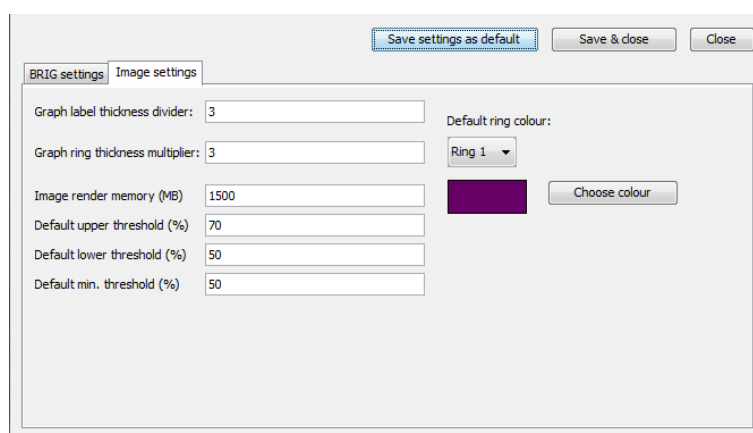 Save settings as default Save & close Close
BRIG settings Image settings
Graph label thickness divider: 3
Default ring colour:
Graph ring thickness multiplier: 3
Ring 1
Image render memory (MB) 1500
Choose colour
Default upper threshold (%) 70
Default lower threshold (%) 50
Default min. threshold (%) 50